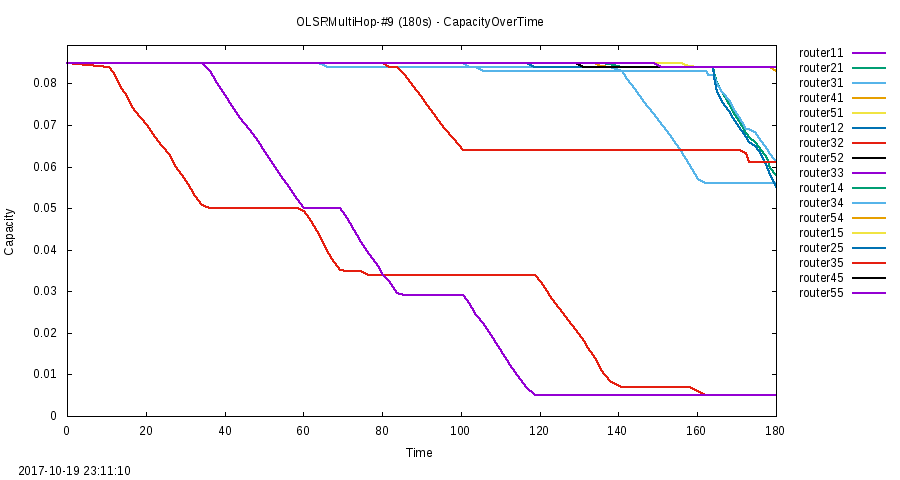 OLSRMultiHop-#9 (180s) - CapacityOverTime
0.08
0.07
0.06
0.05
0.04
0.03
0.02
0.01
0
Capacity
0 20 40 60 80 100 120 140 160 180
Time
router11
router21
router31
router41
router51
router12
router32
router52
router33
router14
router34
router54
router15
router25
router35
router45
router55
2017-10-19 23:11:10